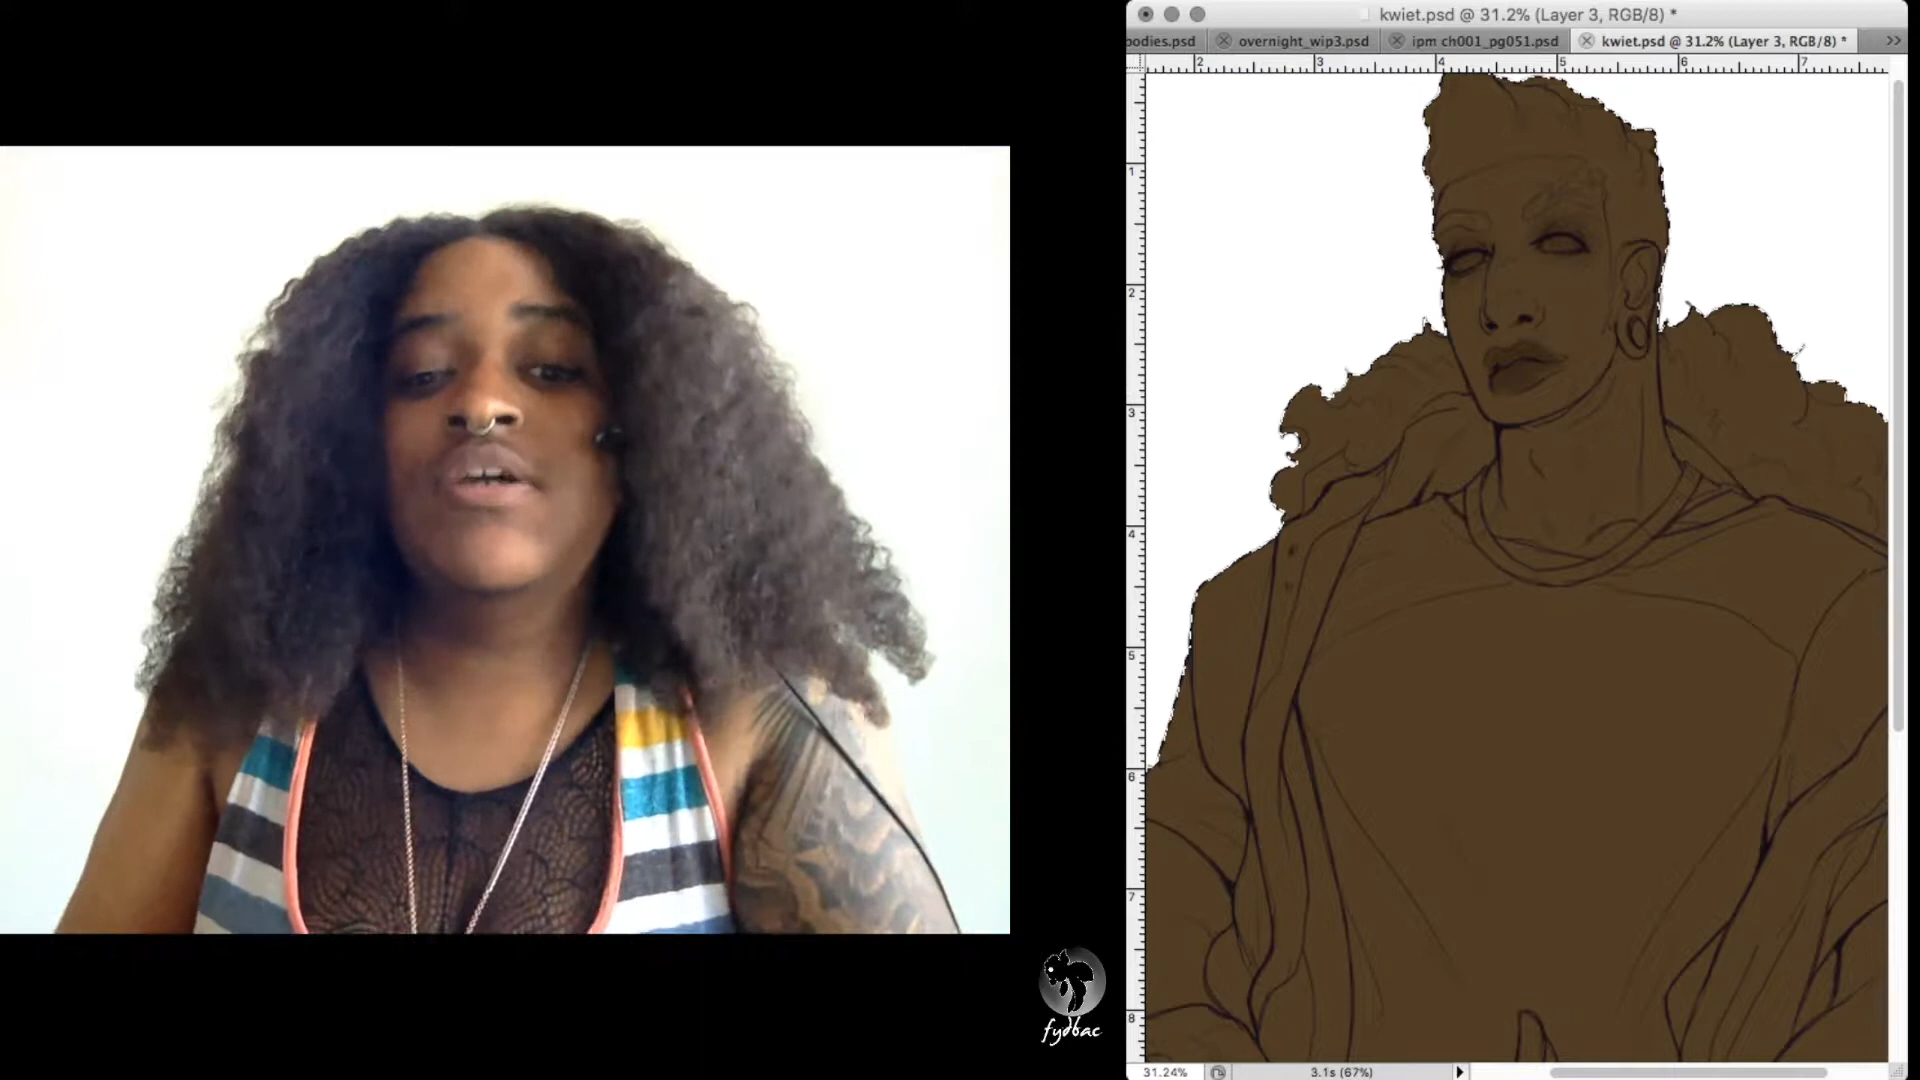 kwiet.psd @ 31.2% (Layer 3, RGB/8) *
bodies.psd overnight_wip3.psd ipm ch001_pg051.psd kwiet.psd @ 31.2% (Layer 3, RGB/8) * >>
2 3 4 5 6 7
1
2
3
4
5
6
7
8
fydbac
31.24% 3.1s (67%)